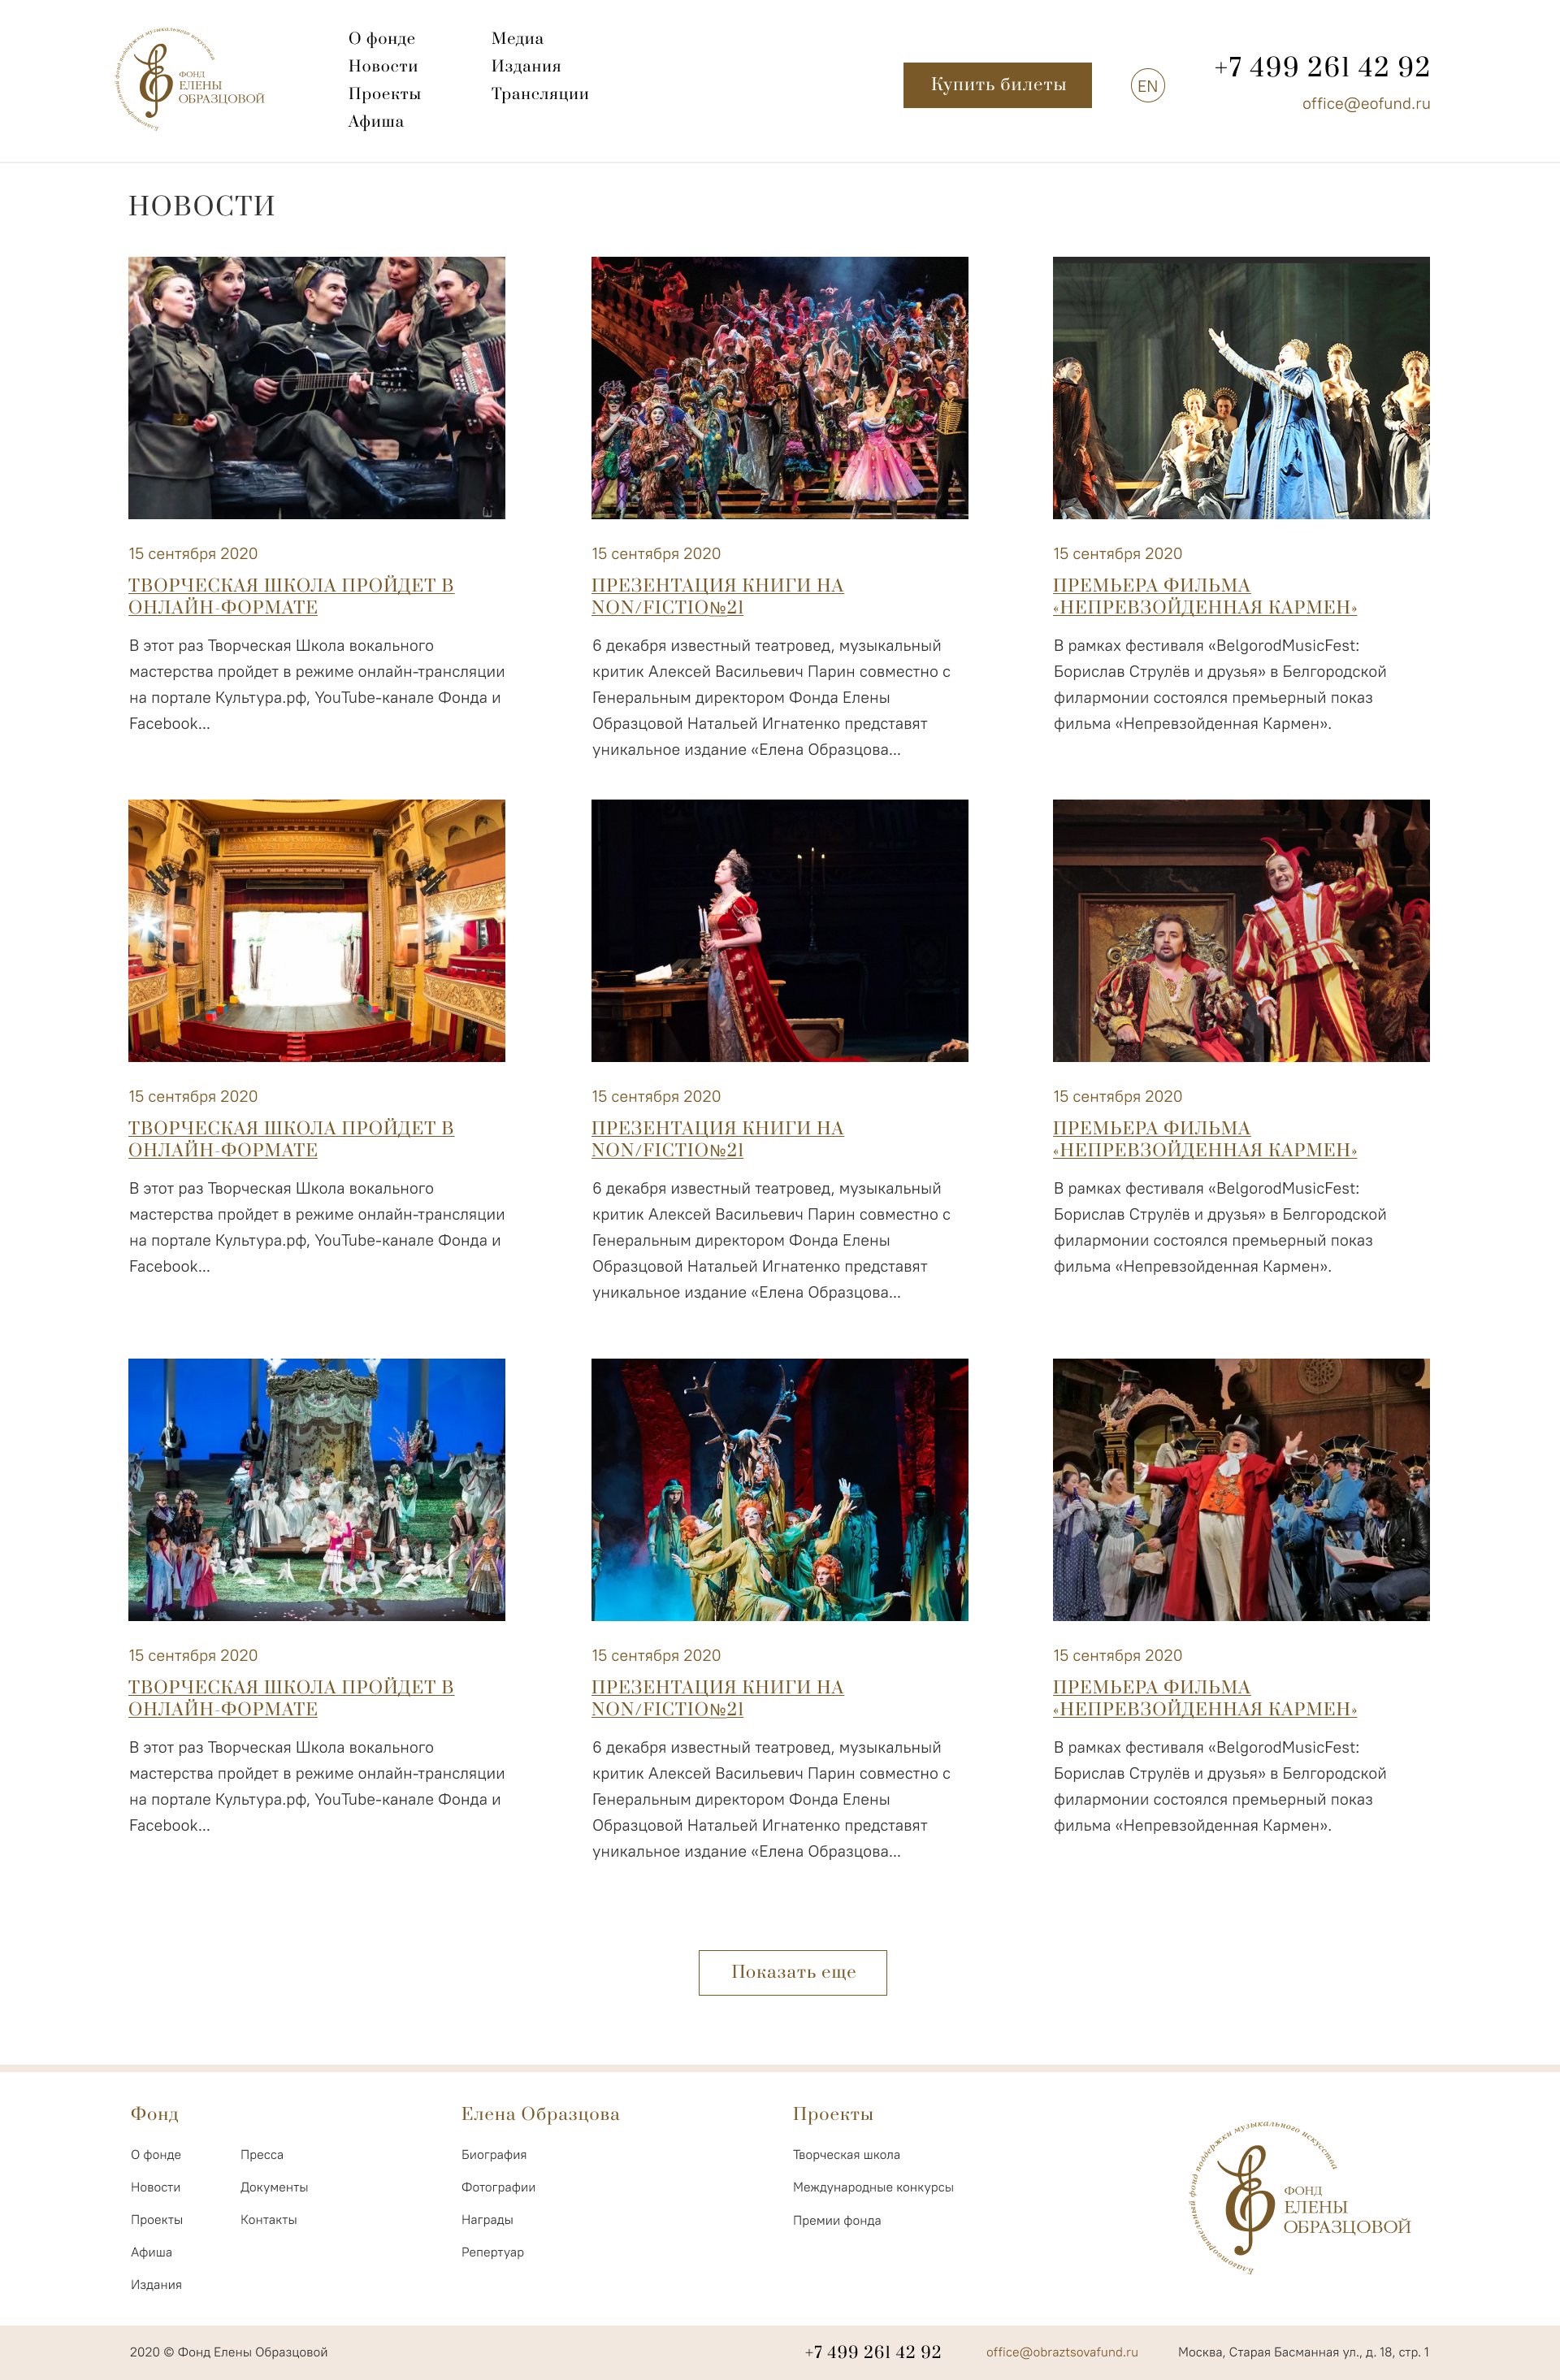 Благотворительный фонд поддержки музыкального искусства
ФОНД
ЕЛЕНЫ
ОБРАЗЦОВОЙ
О фонде
Новости
Проекты
Афиша
Медиа
Издания
Трансляции
Купить билеты
EN
+7 499 261 42 92
office@eofund.ru
НОВОСТИ
15 сентября 2020
ТВОРЧЕСКАЯ ШКОЛА ПРОЙДЕТ В
ОНЛАЙН-ФОРМАТЕ
В этот раз Творческая Школа вокального
мастерства пройдет в режиме онлайн-трансляции
на портале Культура.рф, YouTube-канале Фонда и
Facebook...
15 сентября 2020
ПРЕЗЕНТАЦИЯ КНИГИ НА
NON/FICTIO№21
6 декабря известный театровед, музыкальный
критик Алексей Васильевич Парин совместно с
Генеральным директором Фонда Елены
Образцовой Натальей Игнатенко представят
уникальное издание «Елена Образцова...
15 сентября 2020
ПРЕМЬЕРА ФИЛЬМА
«НЕПРЕВЗОЙДЕННАЯ КАРМЕН»
В рамках фестиваля «BelgorodMusicFest:
Борислав Струлёв и друзья» в Белгородской
филармонии состоялся премьерный показ
фильма «Непревзойденная Кармен».
15 сентября 2020
ТВОРЧЕСКАЯ ШКОЛА ПРОЙДЕТ В
ОНЛАЙН-ФОРМАТЕ
В этот раз Творческая Школа вокального
мастерства пройдет в режиме онлайн-трансляции
на портале Культура.рф, YouTube-канале Фонда и
Facebook...
15 сентября 2020
ПРЕЗЕНТАЦИЯ КНИГИ НА
NON/FICTIO№21
6 декабря известный театровед, музыкальный
критик Алексей Васильевич Парин совместно с
Генеральным директором Фонда Елены
Образцовой Натальей Игнатенко представят
уникальное издание «Елена Образцова...
15 сентября 2020
ПРЕМЬЕРА ФИЛЬМА
«НЕПРЕВЗОЙДЕННАЯ КАРМЕН»
В рамках фестиваля «BelgorodMusicFest:
Борислав Струлёв и друзья» в Белгородской
филармонии состоялся премьерный показ
фильма «Непревзойденная Кармен».
15 сентября 2020
ТВОРЧЕСКАЯ ШКОЛА ПРОЙДЕТ В
ОНЛАЙН-ФОРМАТЕ
В этот раз Творческая Школа вокального
мастерства пройдет в режиме онлайн-трансляции
на портале Культура.рф, YouTube-канале Фонда и
Facebook...
15 сентября 2020
ПРЕЗЕНТАЦИЯ КНИГИ НА
NON/FICTIO№21
6 декабря известный театровед, музыкальный
критик Алексей Васильевич Парин совместно с
Генеральным директором Фонда Елены
Образцовой Натальей Игнатенко представят
уникальное издание «Елена Образцова...
15 сентября 2020
ПРЕМЬЕРА ФИЛЬМА
«НЕПРЕВЗОЙДЕННАЯ КАРМЕН»
В рамках фестиваля «BelgorodMusicFest:
Борислав Струлёв и друзья» в Белгородской
филармонии состоялся премьерный показ
фильма «Непревзойденная Кармен».
Показать еще
Фонд
О фонде
Новости
Проекты
Афиша
Издания
Пресса
Документы
Контакты
Елена Образцова
Биография
Фотографии
Награды
Репертуар
Проекты
Творческая школа
Международные конкурсы
Премии фонда
Благотворительный фонд поддержки музыкального искусства
ФОНД
ЕЛЕНЫ
ОБРАЗЦОВОЙ
2020 © Фонд Елены Образцовой
+7 499 261 42 92
office@obraztsovafund.ru
Москва, Старая Басманная ул., д. 18, стр. 1